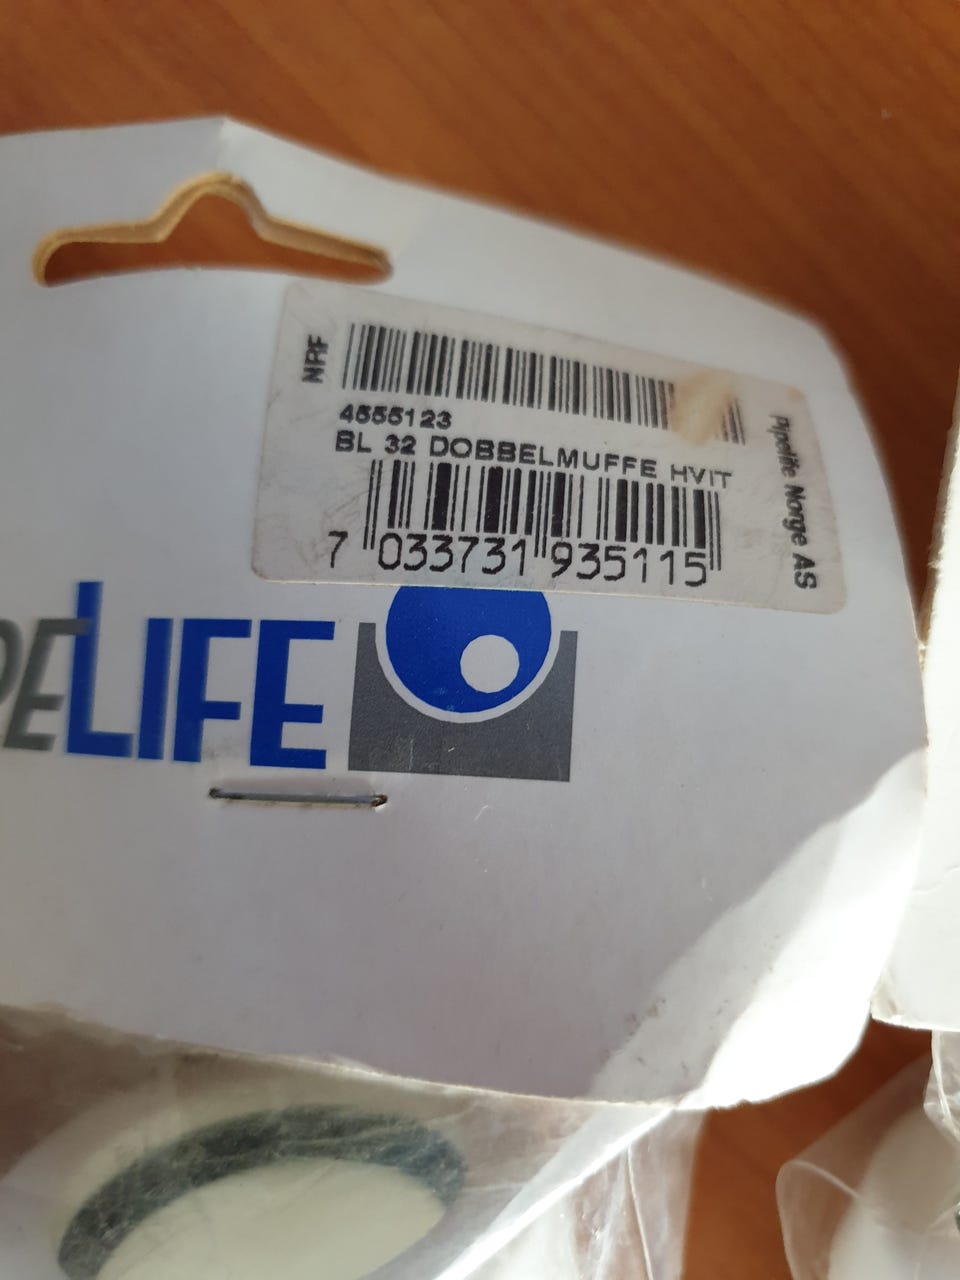 NRF
4555123
BL 32 DOBBELMUFFE HVIT
7 033731 935115
Pipelife Norge AS
PELIFE